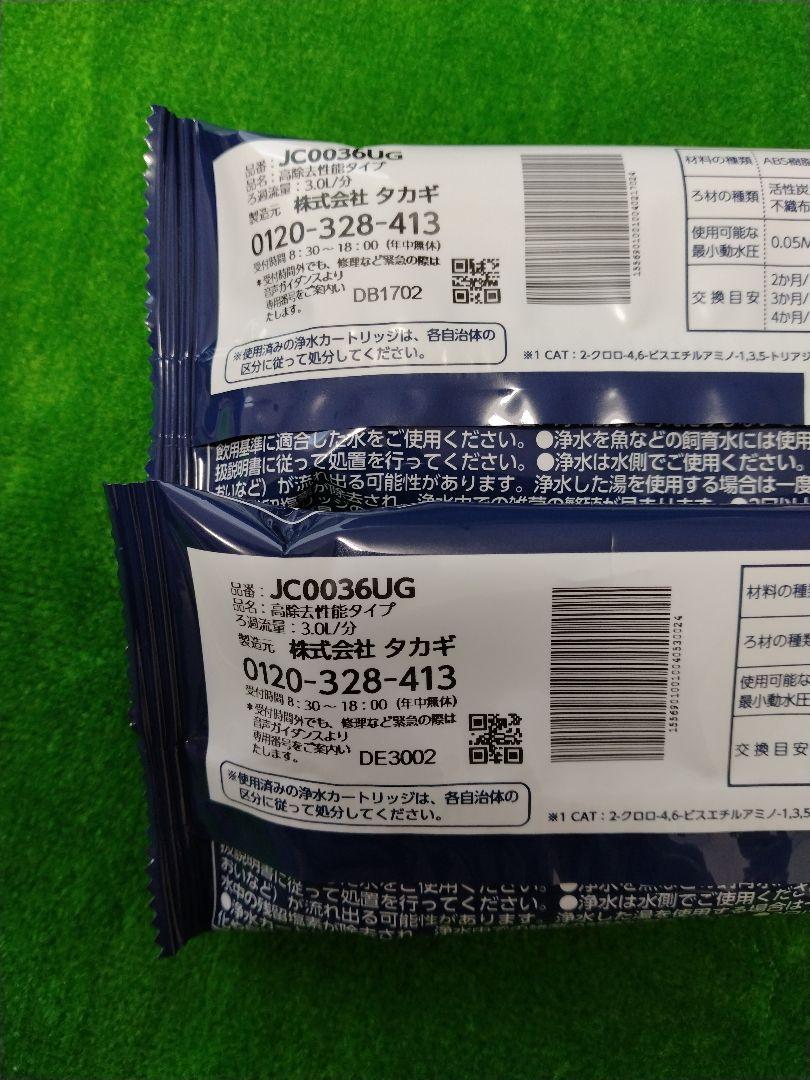 品番：JC0036UG
品名：高除去性能タイプ
ろ過流量：3.0L/分
製造元 株式会社 タカギ
0120-328-413
受付時間 8：30～18：00（年中無休）
*受付時間外でも、修理など緊急の際は
音声ガイダンスより
専用番号をご案内い
たします。
DB1702
※使用済みの浄水カートリッジは、各自治体の
区分に従って処分してください。
材料の種類 ABS樹脂
ろ材の種類 活性炭
不織布
使用可能な
最小動水圧 0.05M
交換目安 2か月/
3か月/
4か月/
※1 CAT：2-クロロ-4,6-ビスエチルアミノ-1,3,5-トリアジ
飲用基準に適合した水をご使用ください。●浄水を魚などの飼育水には使用
扱説明書に従って処置を行ってください。●浄水は水側でご使用ください。
おいなど）が流れ出る可能性があります。浄水した湯を使用する場合は一度
品番：JC0036UG
品名：高除去性能タイプ
ろ過流量：3.0L/分
製造元 株式会社 タカギ
0120-328-413
受付時間 8：30～18：00（年中無休）
*受付時間外でも、修理など緊急の際は
音声ガイダンスより
専用番号をご案内い
たします。
DE3002
※使用済みの浄水カートリッジは、各自治体の
区分に従って処分してください。
15569010010040530024
材料の種類
ろ材の種類
使用可能な
最小動水圧
交換目安
※1 CAT：2-クロロ-4,6-ビスエチルアミノ-1,3,5
扱説明書に従って処置を行ってください。●浄水は水側でご使用ください
おいなど）が流れ出る可能性があります。浄水した湯を使用する場合は